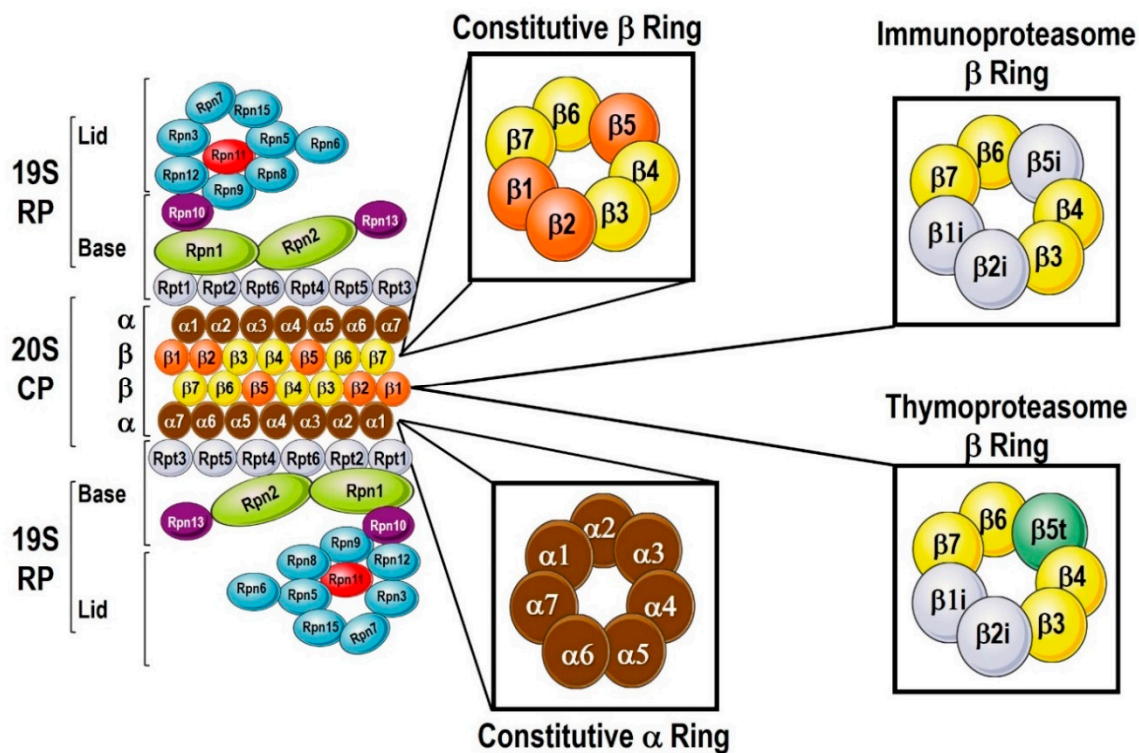 Constitutive β Ring
Immunoproteasome
β Ring
19S
RP
Lid
Base
Rpn7
Rpn15
Rpn3
Rpn5
Rpn6
Rpn11
Rpn12
Rpn8
Rpn9
Rpn10
Rpn13
Rpn1
Rpn2
Rpt1 Rpt2 Rpt6 Rpt4 Rpt5 Rpt3
20S
CP
α α1 α2 α3 α4 α5 α6 α7
β β1 β2 β3 β4 β5 β6 β7
β β7 β6 β5 β4 β3 β2 β1
α α7 α6 α5 α4 α3 α2 α1
Rpt3 Rpt5 Rpt4 Rpt6 Rpt2 Rpt1
19S
RP
Base
Lid
Rpn2
Rpn1
Rpn13
Rpn10
Rpn9
Rpn8
Rpn12
Rpn11
Rpn6
Rpn5
Rpn3
Rpn15
Rpn7
β6
β5
β7
β4
β1
β3
β2
β6
β5i
β7
β4
β1i
β3
β2i
Thymoproteasome
β Ring
β6
β5t
β7
β4
β1i
β3
β2i
α2
α1
α3
α7
α4
α6
α5
Constitutive α Ring